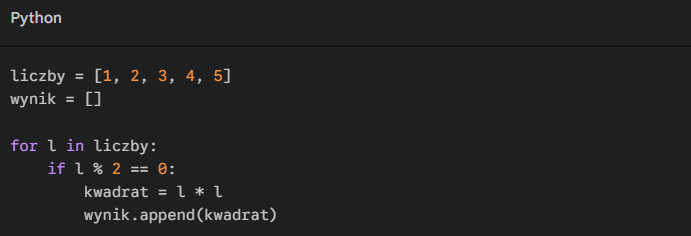 Python
liczby = [1, 2, 3, 4, 5]
wynik = []
for l in liczby:
    if l % 2 == 0:
        kwadrat = l * l
        wynik.append(kwadrat)